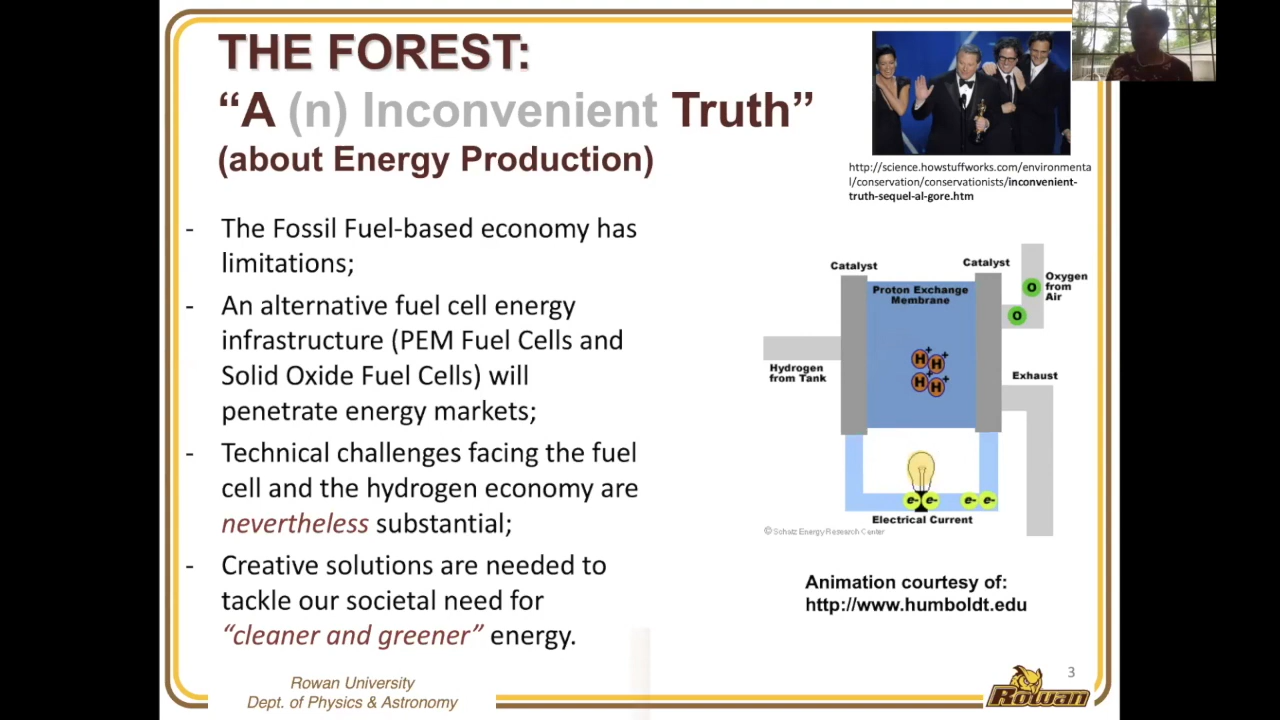 THE FOREST:
“A (n) Inconvenient Truth”
(about Energy Production)
http://science.howstuffworks.com/environmenta
l/conservation/conservationists/inconvenient-
truth-sequel-al-gore.htm
- The Fossil Fuel-based economy has
limitations;
- An alternative fuel cell energy
infrastructure (PEM Fuel Cells and
Solid Oxide Fuel Cells) will
penetrate energy markets;
- Technical challenges facing the fuel
cell and the hydrogen economy are
nevertheless substantial;
- Creative solutions are needed to
tackle our societal need for
“cleaner and greener” energy.
Catalyst
Catalyst
Proton Exchange
Membrane
Oxygen
from
Air
O
O
H+
H+
H+
H+
Hydrogen
from Tank
Exhaust
e- e- e- e-
Electrical Current
© Schatz Energy Research Center
Animation courtesy of:
http://www.humboldt.edu
Rowan University
Dept. of Physics & Astronomy
3
Rowan